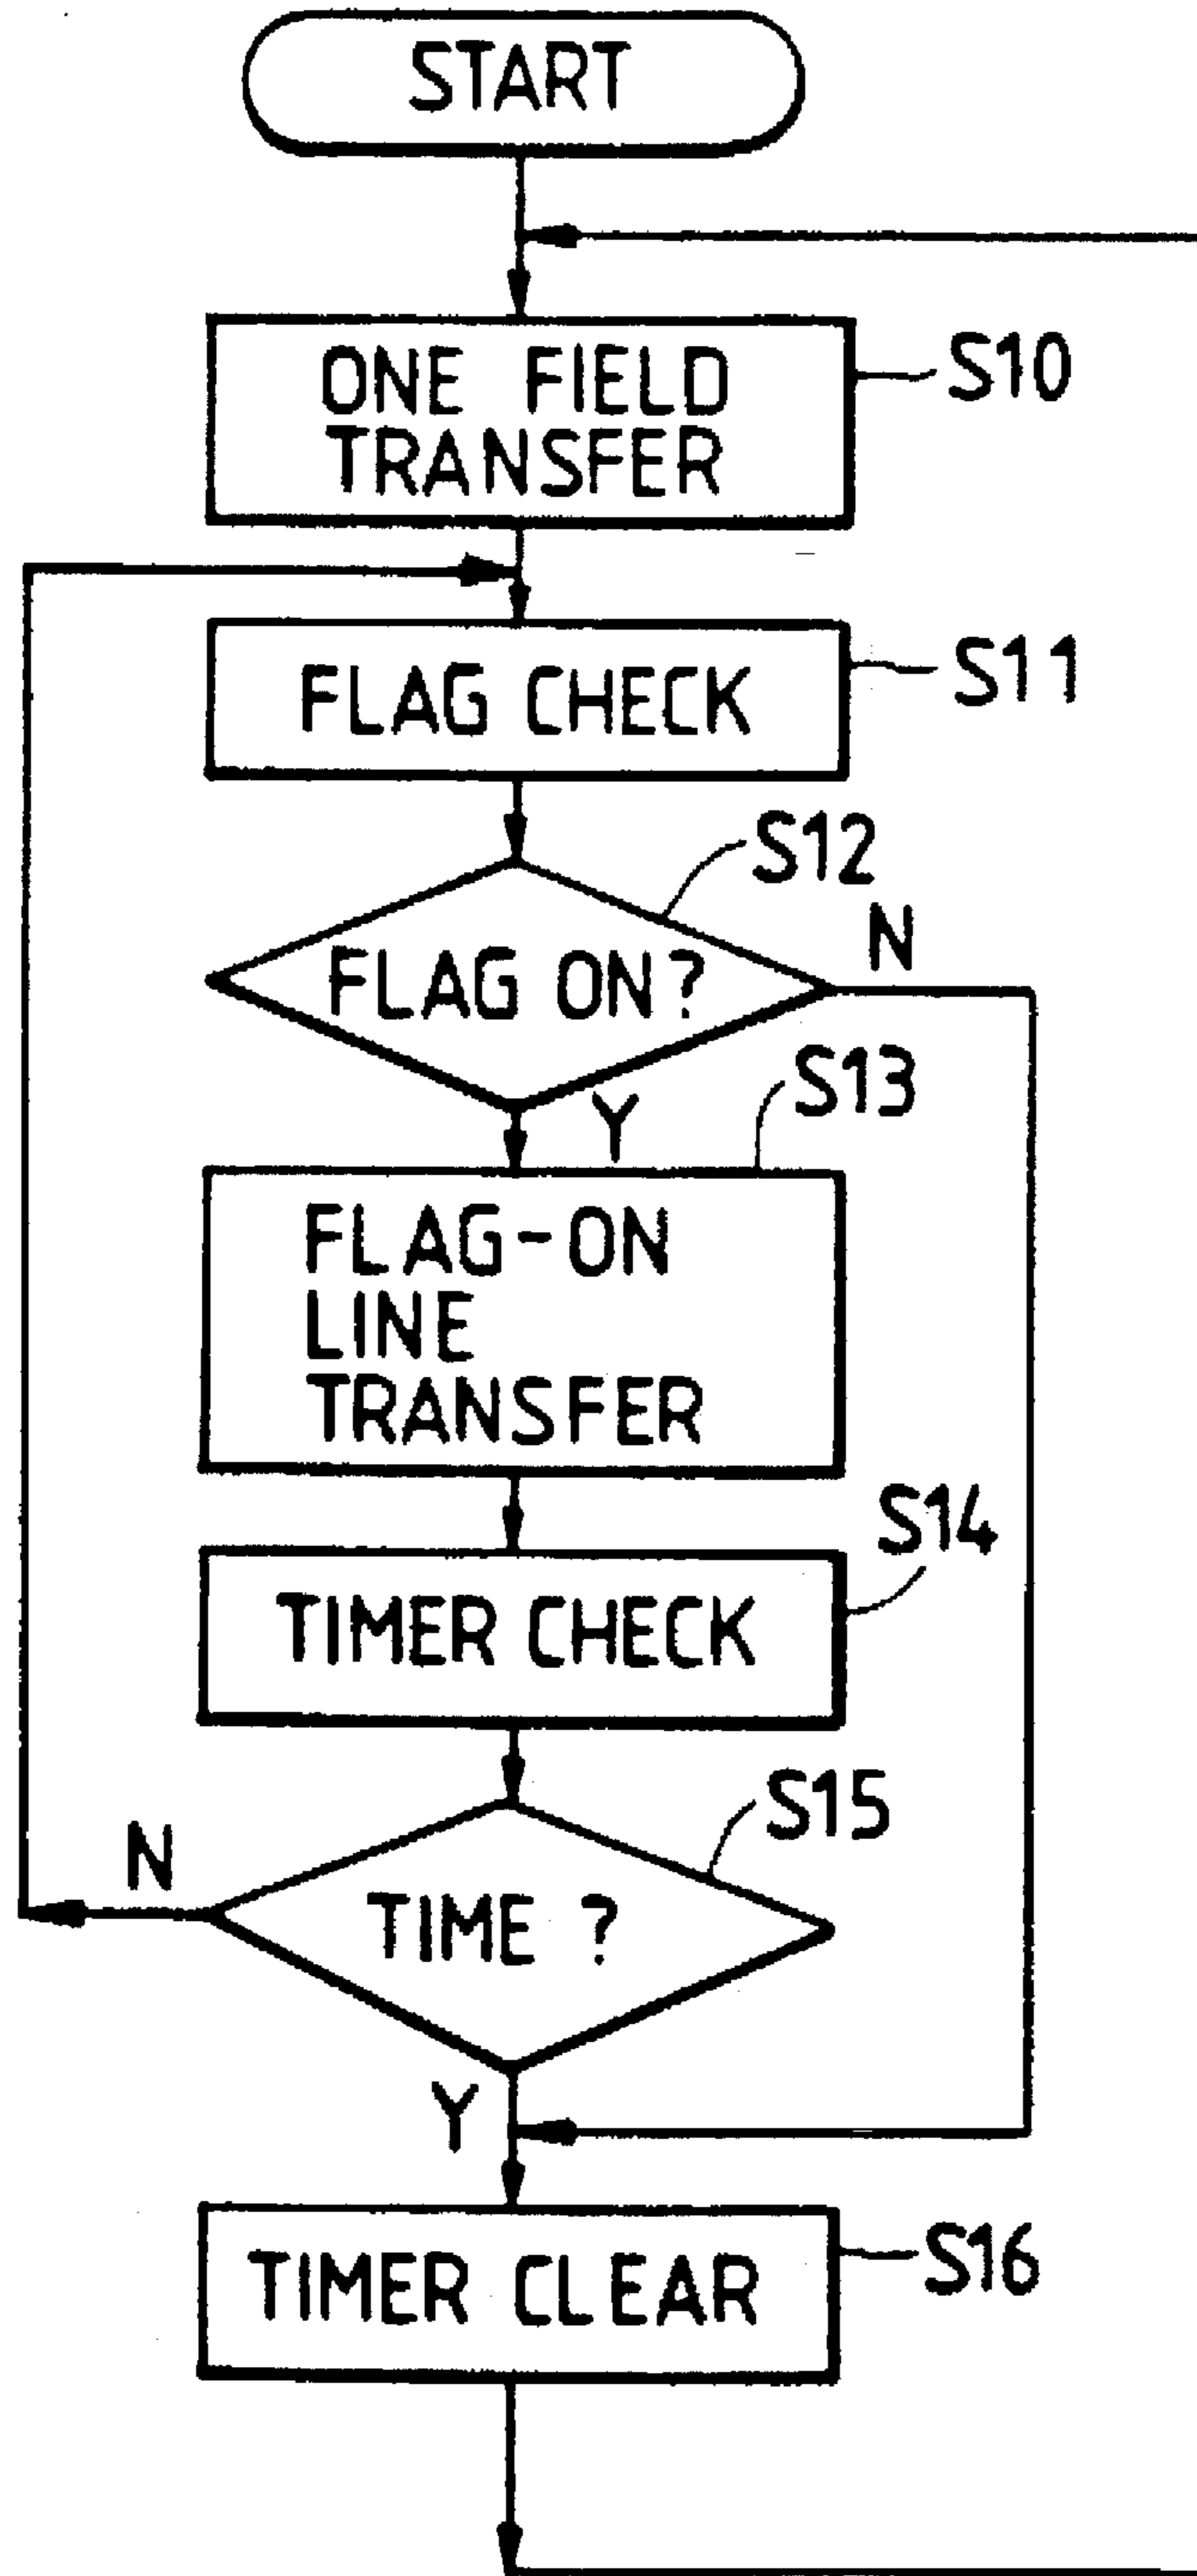 START
ONE FIELD
TRANSFER
S10
FLAG CHECK
S11
S12
FLAG ON?
N
Y
S13
FLAG-ON
LINE
TRANSFER
S14
TIMER CHECK
S15
N
TIME ?
Y
TIMER CLEAR
S16